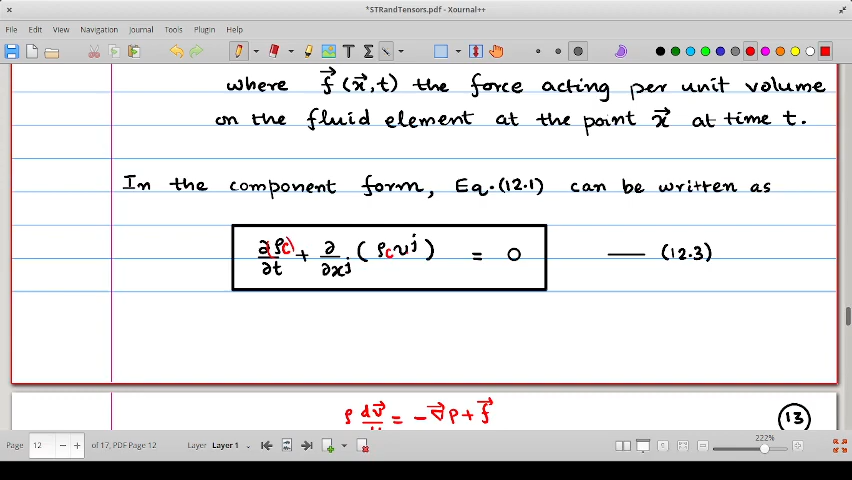 *STRandTensors.pdf - Xournal++
File Edit View Navigation Journal Tools Plugin Help
where f⃗ (x⃗, t) the force acting per unit volume
on the fluid element at the point x⃗ at time t.
In the component form, Eq.(12.1) can be written as
∂(ρc)/∂t + ∂/∂xʲ (ρc vʲ) = 0 —— (12.3)
ρ dv⃗ = -∇⃗P + f⃗ 13
Page 12 of 17, PDF Page 12 Layer Layer 1 222%